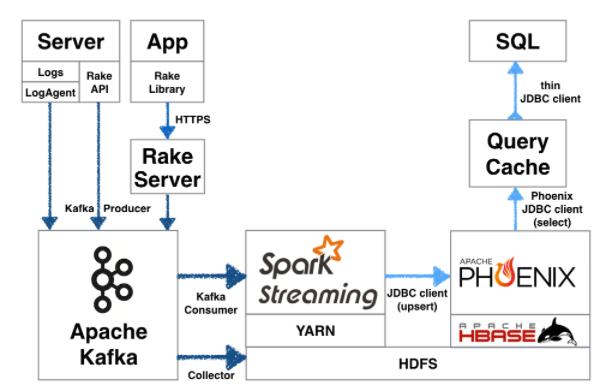 Server
App
SQL
Logs
LogAgent
Rake
API
Rake
Library
thin
JDBC client
HTTPS
Rake
Server
Query
Cache
Kafka
Producer
Phoenix
JDBC client
(select)
Apache
Kafka
Spark
Streaming
APACHE
PHOENIX
Kafka
Consumer
JDBC client
(upsert)
YARN
APACHE
HBASE
Collector
HDFS